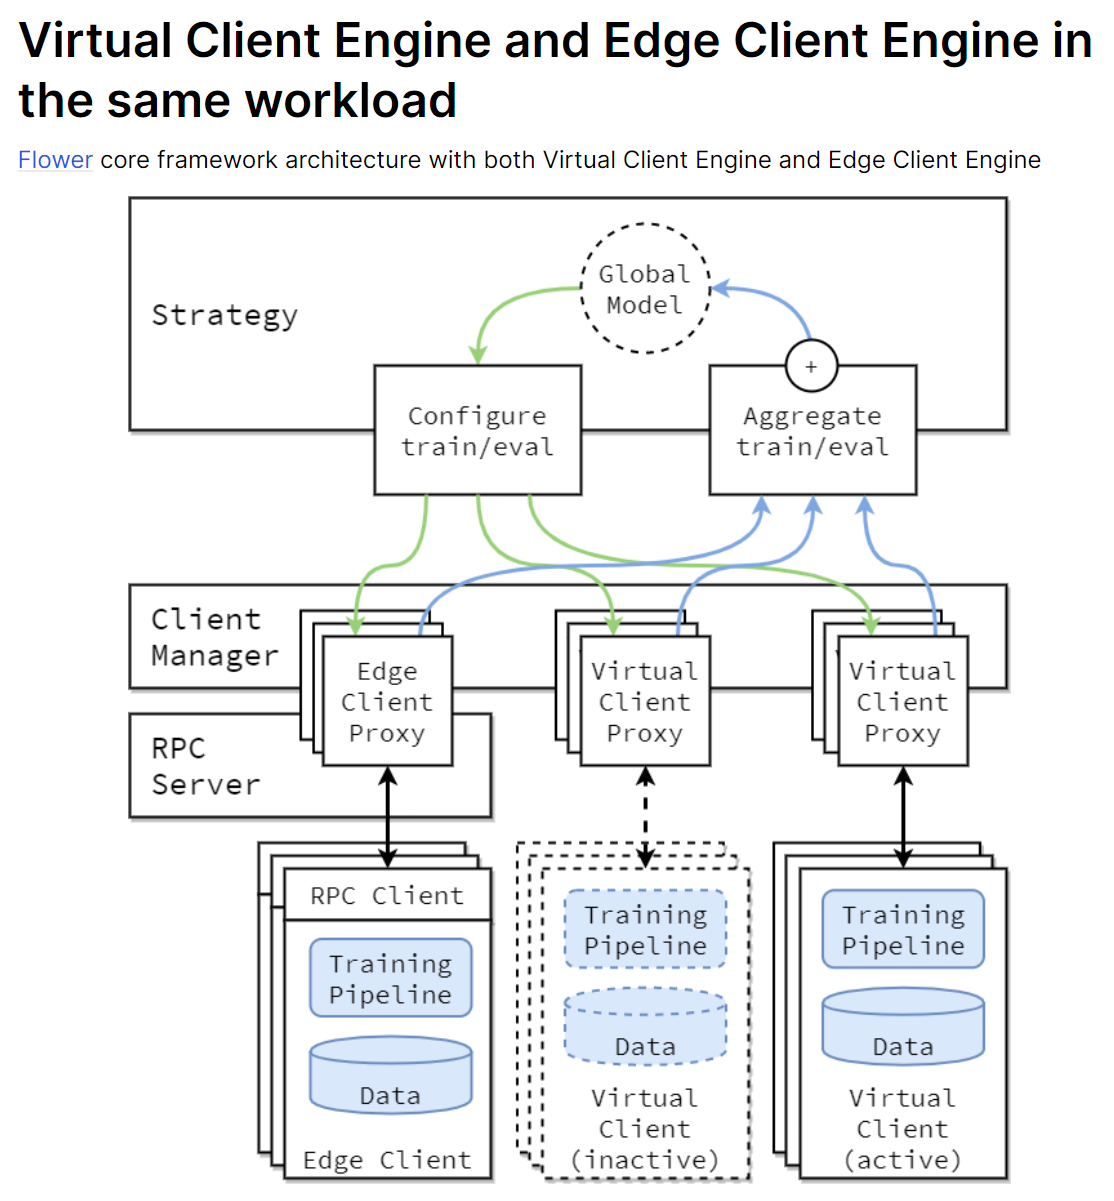 Virtual Client Engine and Edge Client Engine in
the same workload
Flower core framework architecture with both Virtual Client Engine and Edge Client Engine
Global
Model
Strategy
+
Configure
train/eval
Aggregate
train/eval
Client
Manager
Edge
Client
Proxy
Virtual
Client
Proxy
Virtual
Client
Proxy
RPC
Server
RPC Client
Training
Pipeline
Data
Edge Client
Training
Pipeline
Data
Virtual
Client
(inactive)
Training
Pipeline
Data
Virtual
Client
(active)